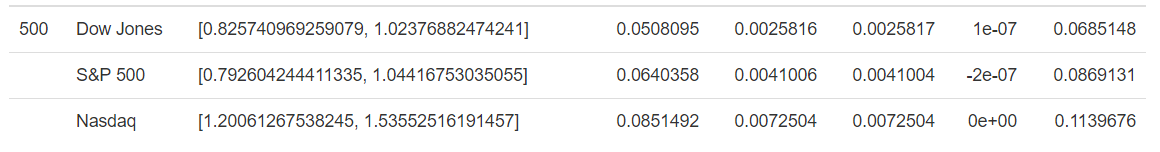 500 Dow Jones [0.825740969259079, 1.02376882474241] 0.0508095 0.0025816 0.0025817 1e-07 0.0685148
S&P 500 [0.792604244411335, 1.04416753035055] 0.0640358 0.0041006 0.0041004 -2e-07 0.0869131
Nasdaq [1.20061267538245, 1.53552516191457] 0.0851492 0.0072504 0.0072504 0e+00 0.1139676